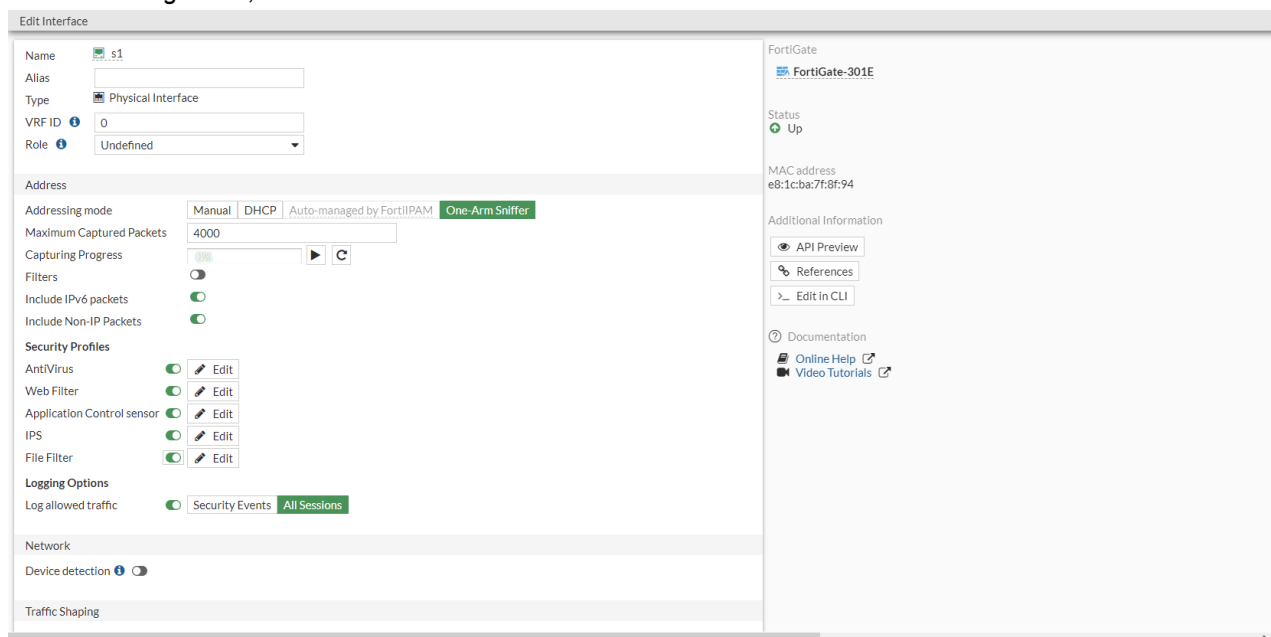 Edit Interface
Name s1
Alias
Type Physical Interface
VRF ID 0
Role Undefined
Address
Addressing mode Manual DHCP Auto-managed by FortiIPAM One-Arm Sniffer
Maximum Captured Packets 4000
Capturing Progress 0%
Filters
Include IPv6 packets
Include Non-IP Packets
Security Profiles
AntiVirus Edit
Web Filter Edit
Application Control sensor Edit
IPS Edit
File Filter Edit
Logging Options
Log allowed traffic Security Events All Sessions
Network
Device detection
Traffic Shaping
FortiGate
FortiGate-301E
Status
Up
MAC address
e8:1c:ba:7f:8f:94
Additional Information
API Preview
References
>_ Edit in CLI
Documentation
Online Help
Video Tutorials